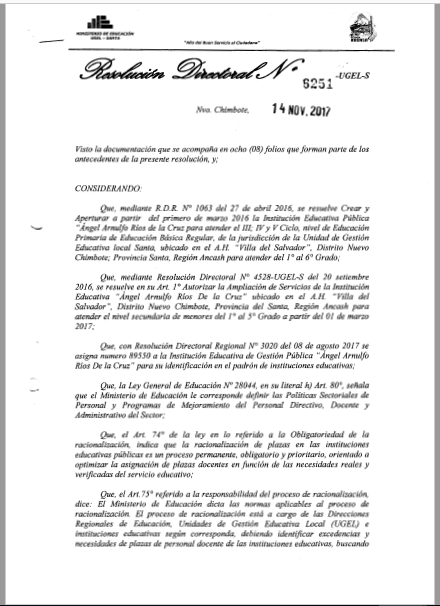 MINISTERIO DE EDUCACIÓN
UGEL - SANTA
"Año del Buen Servicio al Ciudadano"
Resolución Directoral N° 6251 -UGEL-S
Nvo. Chimbote, 14 NOV. 2017
Visto la documentación que se acompaña en ocho (08) folios que forman parte de los
antecedentes de la presente resolución, y;
CONSIDERANDO:
Que, mediante R.D.R. N° 1063 del 27 de abril 2016, se resuelve Crear y
Aperturar a partir del primero de marzo 2016 la Institución Educativa Pública
"Ángel Arnulfo Ríos de la Cruz para atender el III; IV y V Ciclo, nivel de Educación
Primaria de Educación Básica Regular, de la jurisdicción de la Unidad de Gestión
Educativa local Santa, ubicado en el A.H. "Villa del Salvador", Distrito Nuevo
Chimbote; Provincia Santa, Región Ancash para atender del 1° al 6° Grado;
Que, mediante Resolución Directoral N° 4528-UGEL-S del 20 setiembre
2016, se resuelve en su Art. 1° Autorizar la Ampliación de Servicios de la Institución
Educativa "Ángel Arnulfo Ríos De la Cruz" ubicado en el A.H. "Villa del
Salvador", Distrito Nuevo Chimbote, Provincia del Santa, Región Ancash para
atender el nivel secundaria de menores del 1° al 5° Grado a partir del 01 de marzo
2017;
Que, con Resolución Directoral Regional N° 3020 del 08 de agosto 2017 se
asigna numero 89550 a la Institución Educativa de Gestión Pública "Ángel Arnulfo
Ríos De la Cruz" para su identificación en el padrón de instituciones educativas;
Que, la Ley General de Educación N° 28044, en su literal h) Art. 80°, señala
que el Ministerio de Educación le corresponde definir las Políticas Sectoriales de
Personal y Programas de Mejoramiento del Personal Directivo, Docente y
Administrativo del Sector;
Que, el Art. 74° de la ley en lo referido a la Obligatoriedad de la
racionalización, indica que la racionalización de plazas en las instituciones
educativas públicas es un proceso permanente, obligatorio y prioritario, orientado a
optimizar la asignación de plazas docentes en función de las necesidades reales y
verificadas del servicio educativo;
Que, el Art.75° referido a la responsabilidad del proceso de racionalización,
dice: El Ministerio de Educación dicta las normas aplicables al proceso de
racionalización. El proceso de racionalización está a cargo de las Direcciones
Regionales de Educación, Unidades de Gestión Educativa Local (UGEL) e
instituciones educativas según corresponda, debiendo identificar excedencias y
necesidades de plazas de personal docente de las instituciones educativas, buscando